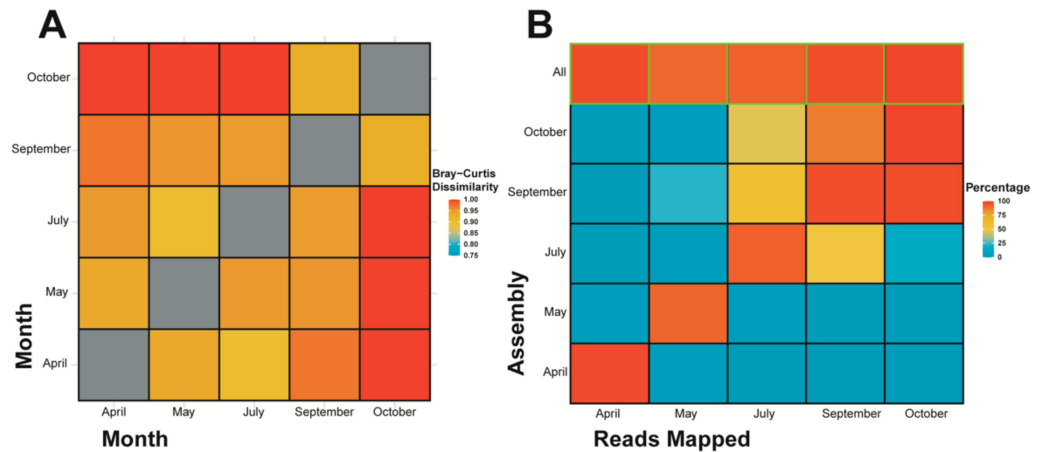 A
October
September
July
May
April
Month
April May July September October
Month
Bray−Curtis
Dissimilarity
1.00
0.95
0.90
0.85
0.80
0.75
B
All
October
September
July
May
April
Assembly
April May July September October
Reads Mapped
Percentage
100
75
50
25
0